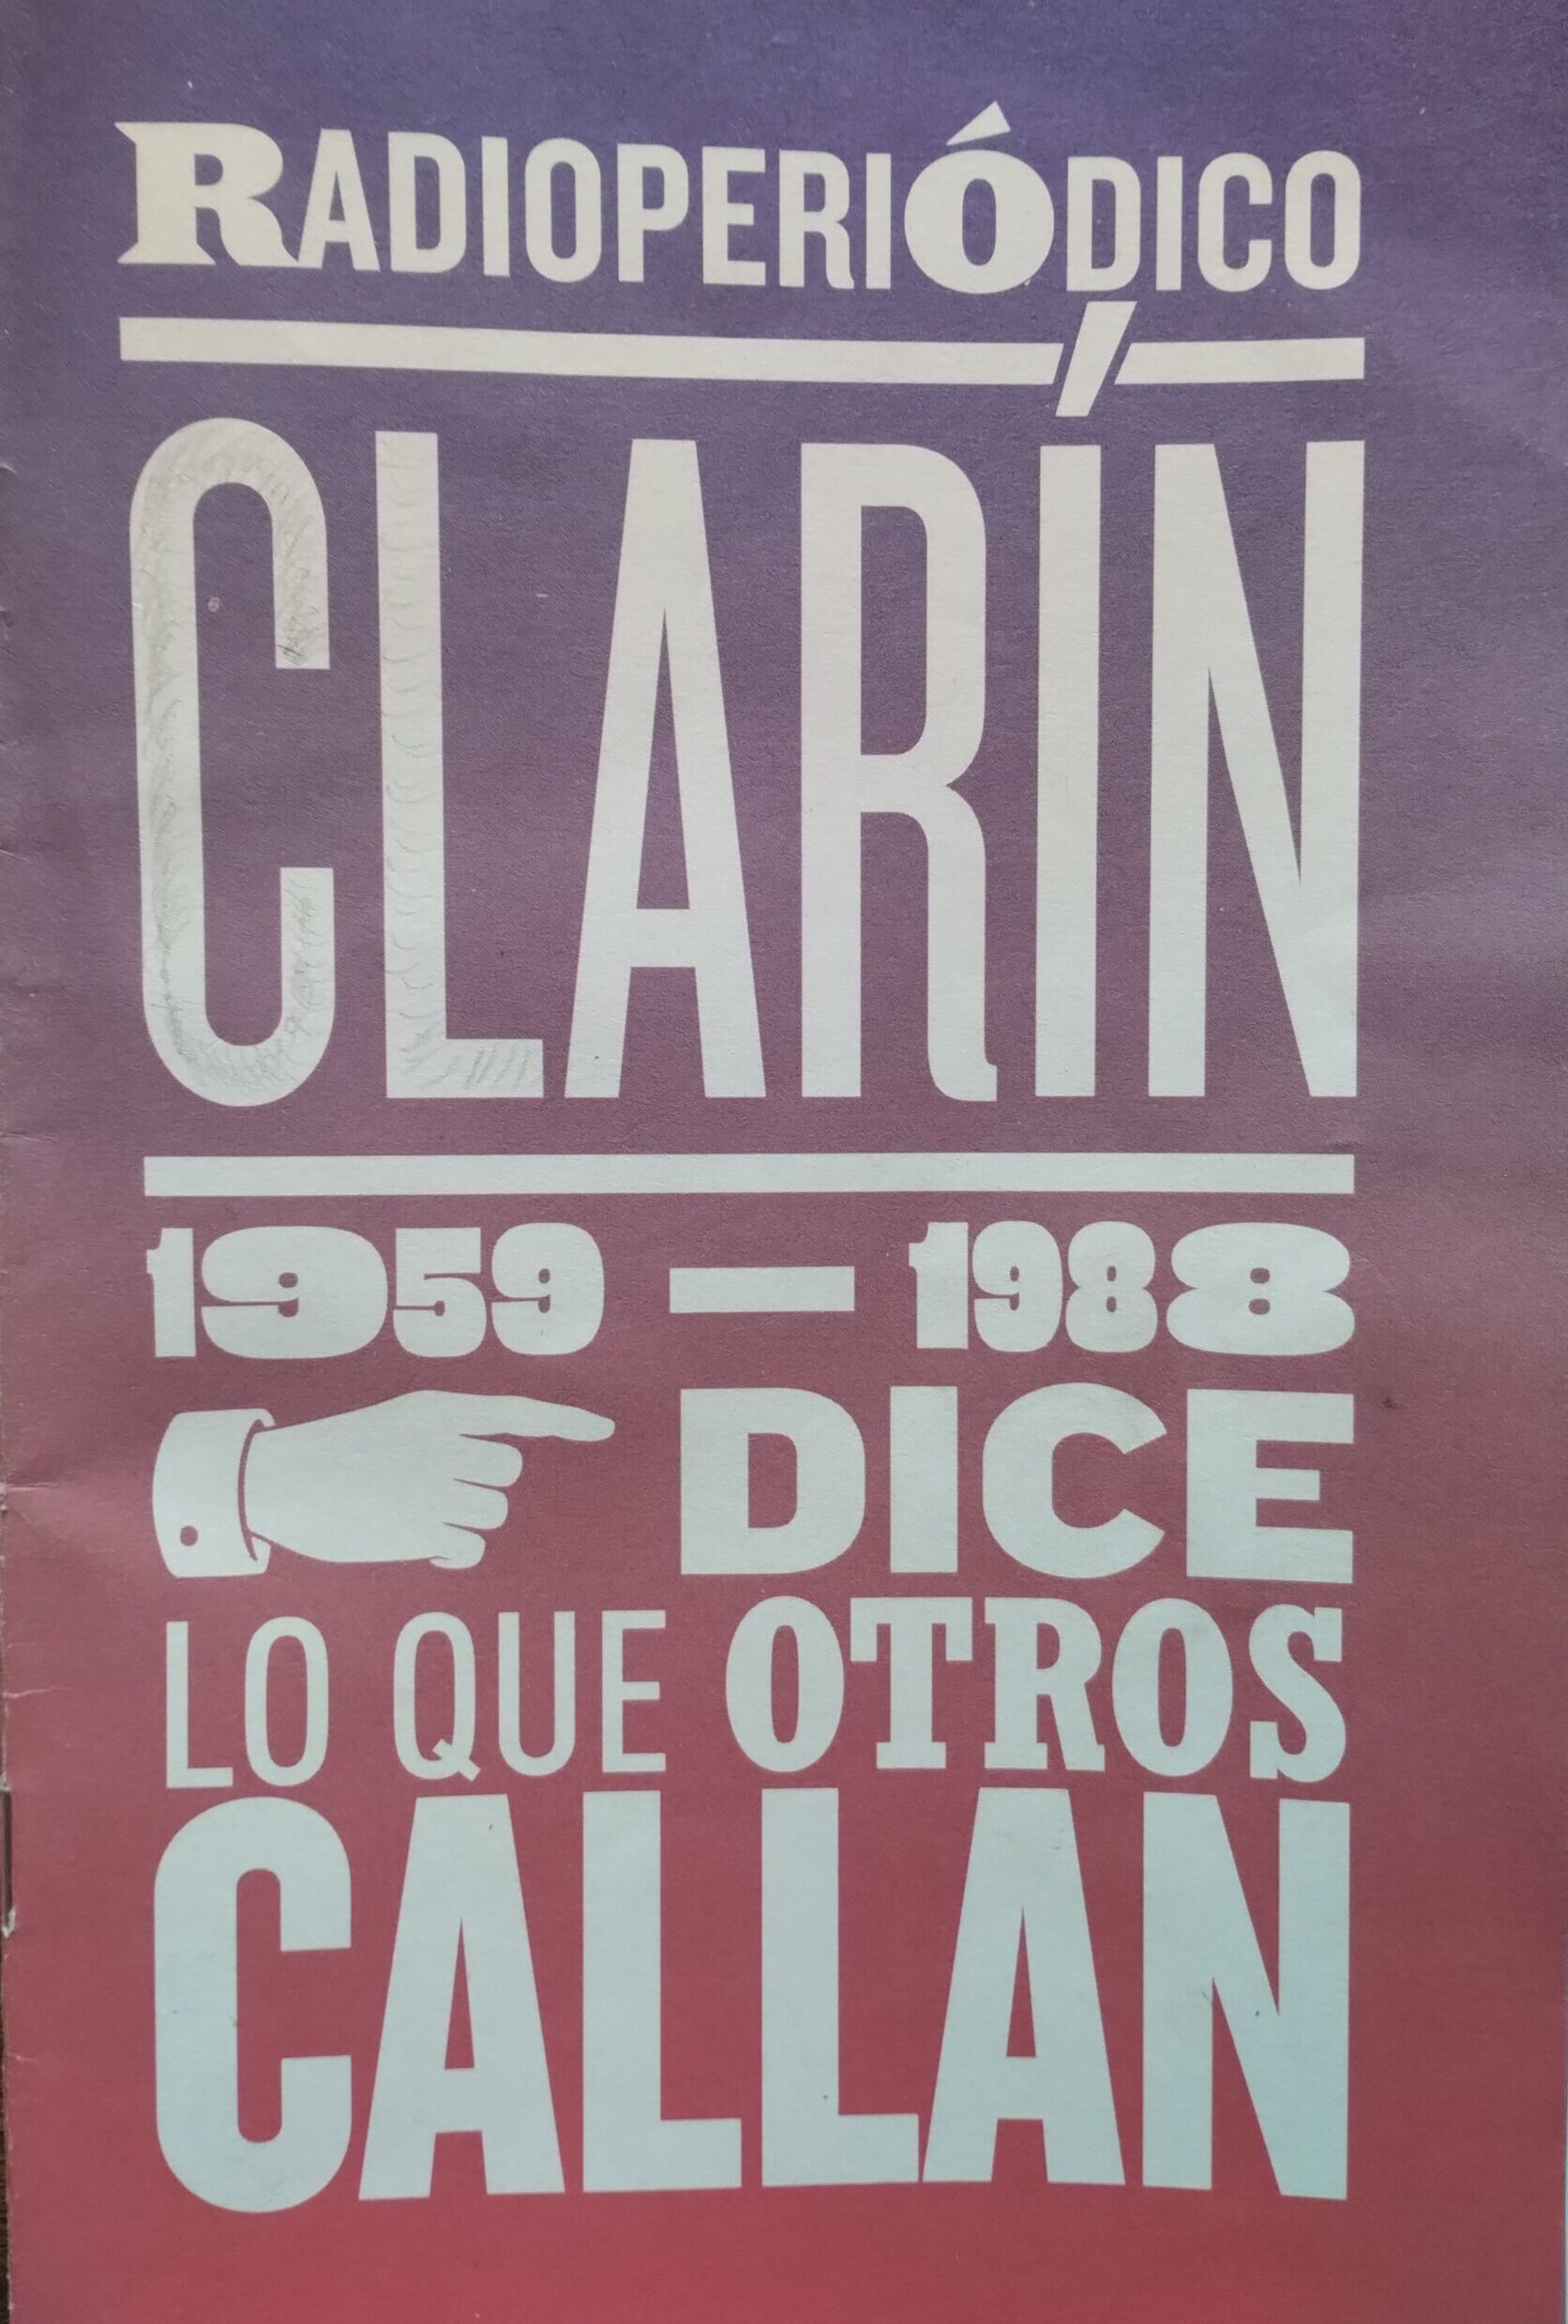 RADIOPERIÓDICO
CLARÍN
1959 — 1988
DICE
LO QUE OTROS
CALLAN